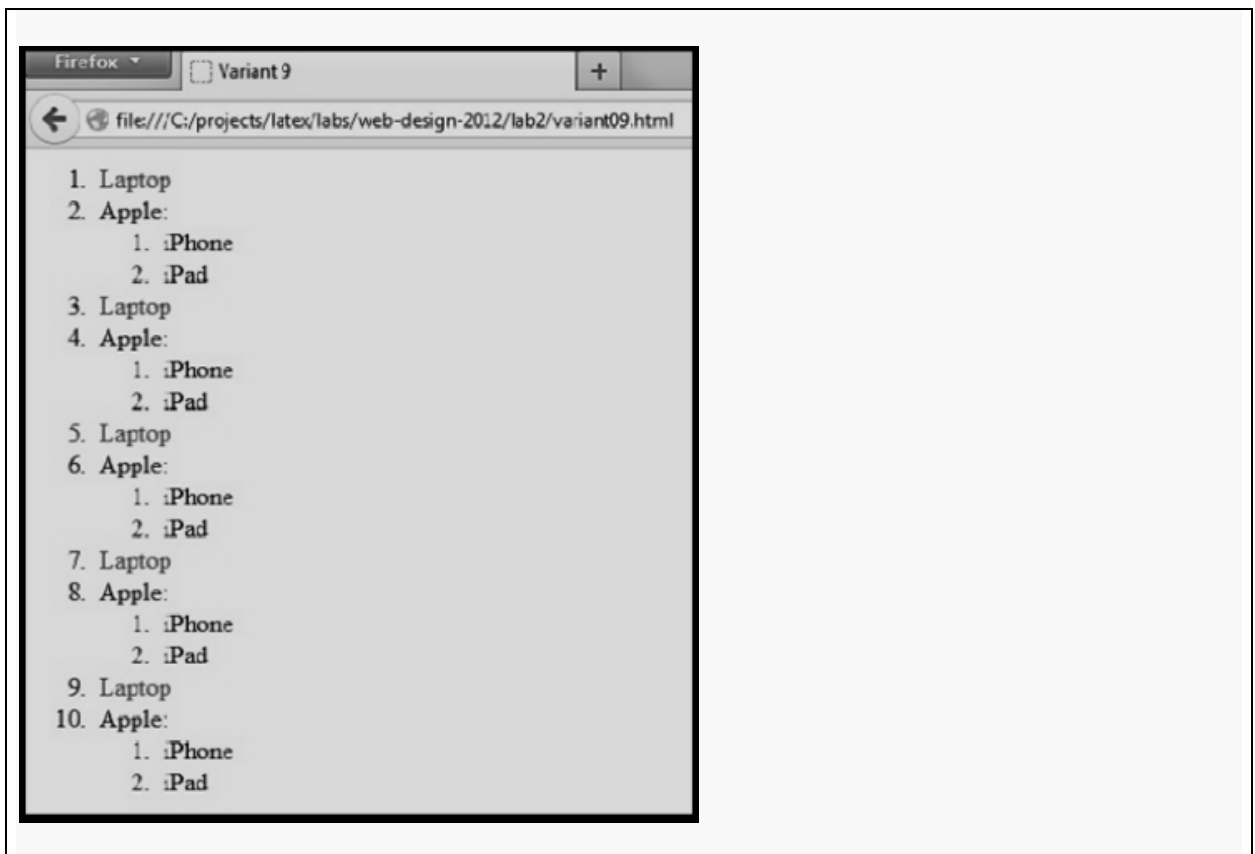 Firefox
Variant 9 +
file:///C:/projects/latex/labs/web-design-2012/lab2/variant09.html
1. Laptop
2. Apple:
1. iPhone
2. iPad
3. Laptop
4. Apple:
1. iPhone
2. iPad
5. Laptop
6. Apple:
1. iPhone
2. iPad
7. Laptop
8. Apple:
1. iPhone
2. iPad
9. Laptop
10. Apple:
1. iPhone
2. iPad